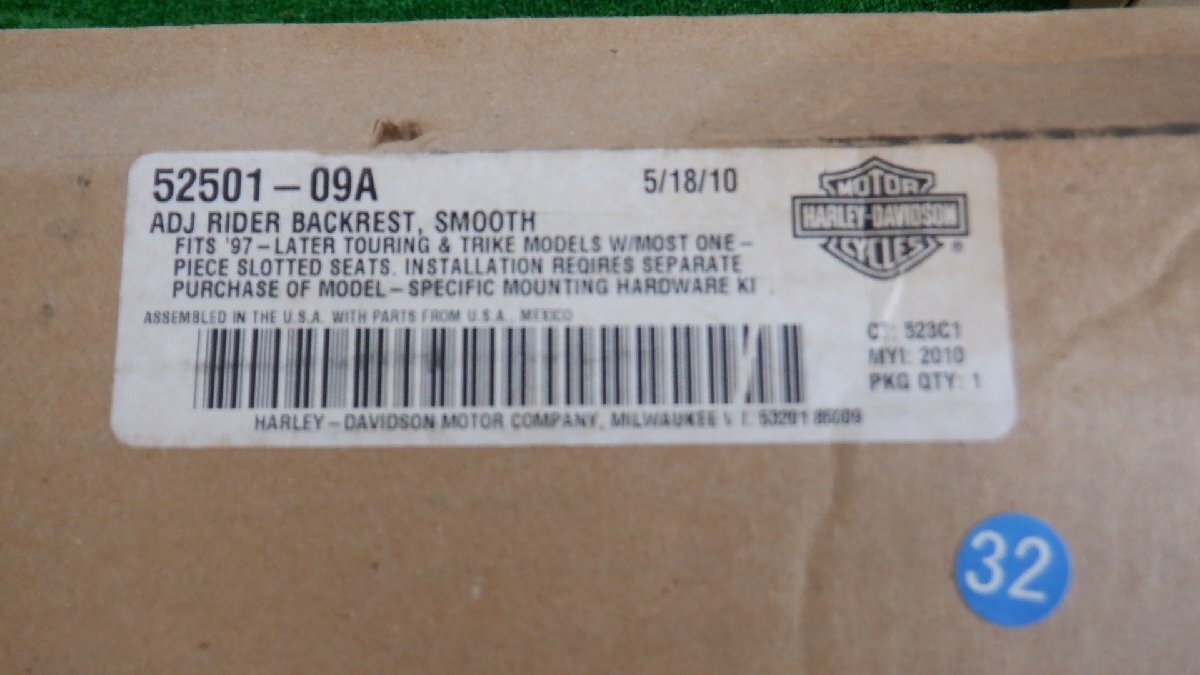 52501-09A 5/18/10
ADJ RIDER BACKREST, SMOOTH
FITS '97-LATER TOURING & TRIKE MODELS W/MOST ONE-
PIECE SLOTTED SEATS. INSTALLATION REQIRES SEPARATE
PURCHASE OF MODEL-SPECIFIC MOUNTING HARDWARE KI
ASSEMBLED IN THE U.S.A. WITH PARTS FROM U.S.A., MEXICO
MOTOR
HARLEY-DAVIDSON
CYCLES
®
523C1
MYI: 2010
PKG QTY: 1
HARLEY-DAVIDSON MOTOR COMPANY, MILWAUKEE 53201
32